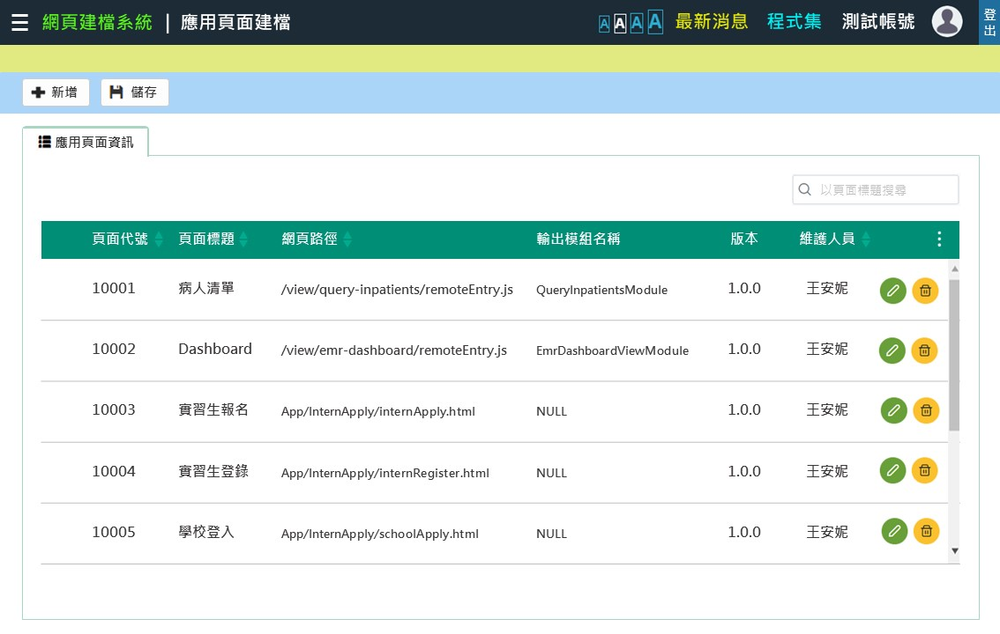 網頁建檔系統 | 應用頁面建檔 A A A A 最新消息 程式集 測試帳號 登出
新增 儲存
應用頁面資訊
以頁面標題搜尋
頁面代號 頁面標題 網頁路徑 輸出模組名稱 版本 維護人員
10001 病人清單 /view/query-inpatients/remoteEntry.js QueryInpatientsModule 1.0.0 王安妮
10002 Dashboard /view/emr-dashboard/remoteEntry.js EmrDashboardViewModule 1.0.0 王安妮
10003 實習生報名 App/InternApply/internApply.html NULL 1.0.0 王安妮
10004 實習生登錄 App/InternApply/internRegister.html NULL 1.0.0 王安妮
10005 學校登入 App/InternApply/schoolApply.html NULL 1.0.0 王安妮